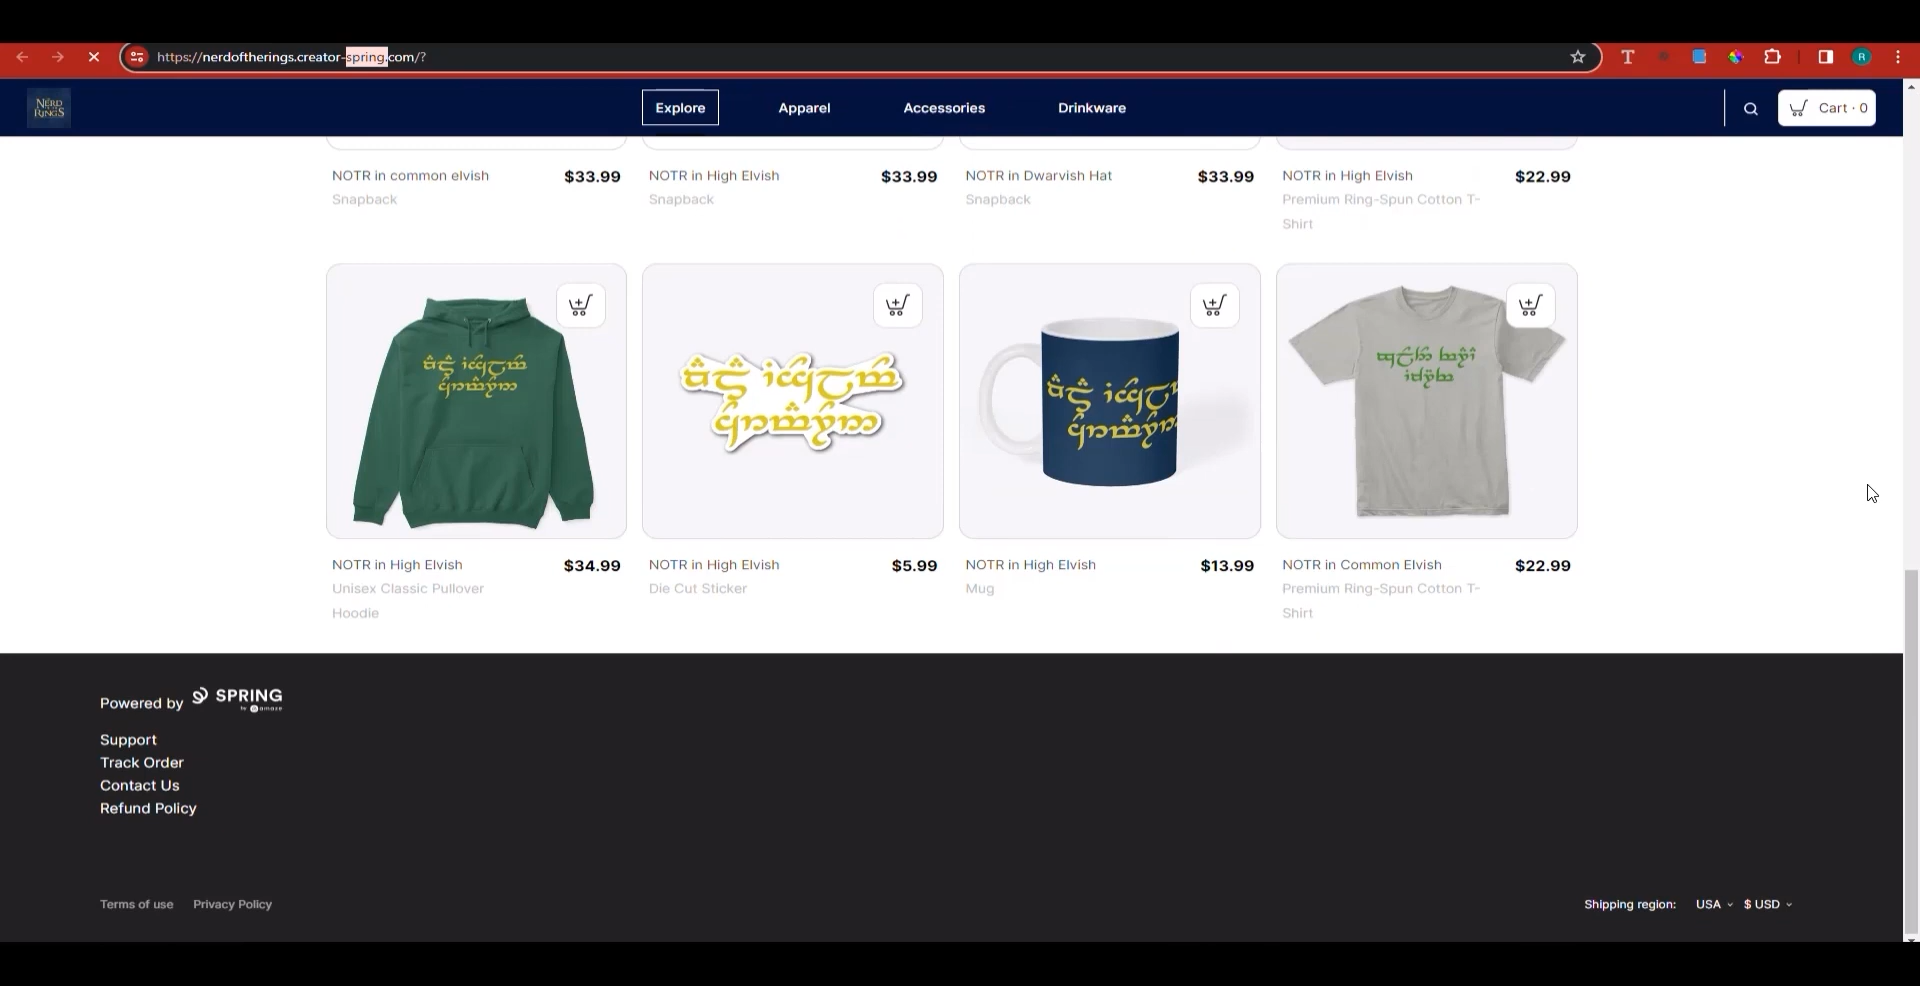 https://nerdoftherings.creator-spring.com/?
T
R
NERD
RINGS
Explore
Apparel
Accessories
Drinkware
Cart · 0
NOTR in common elvish
$33.99
Snapback
NOTR in High Elvish
$33.99
Snapback
NOTR in Dwarvish Hat
$33.99
Snapback
NOTR in High Elvish
$22.99
Premium Ring-Spun Cotton T-
Shirt
NOTR in High Elvish
$34.99
Unisex Classic Pullover
Hoodie
NOTR in High Elvish
$5.99
Die Cut Sticker
NOTR in High Elvish
$13.99
Mug
NOTR in Common Elvish
$22.99
Premium Ring-Spun Cotton T-
Shirt
Powered by
SPRING
by amaze
Support
Track Order
Contact Us
Refund Policy
Terms of use
Privacy Policy
Shipping region:
USA
$ USD